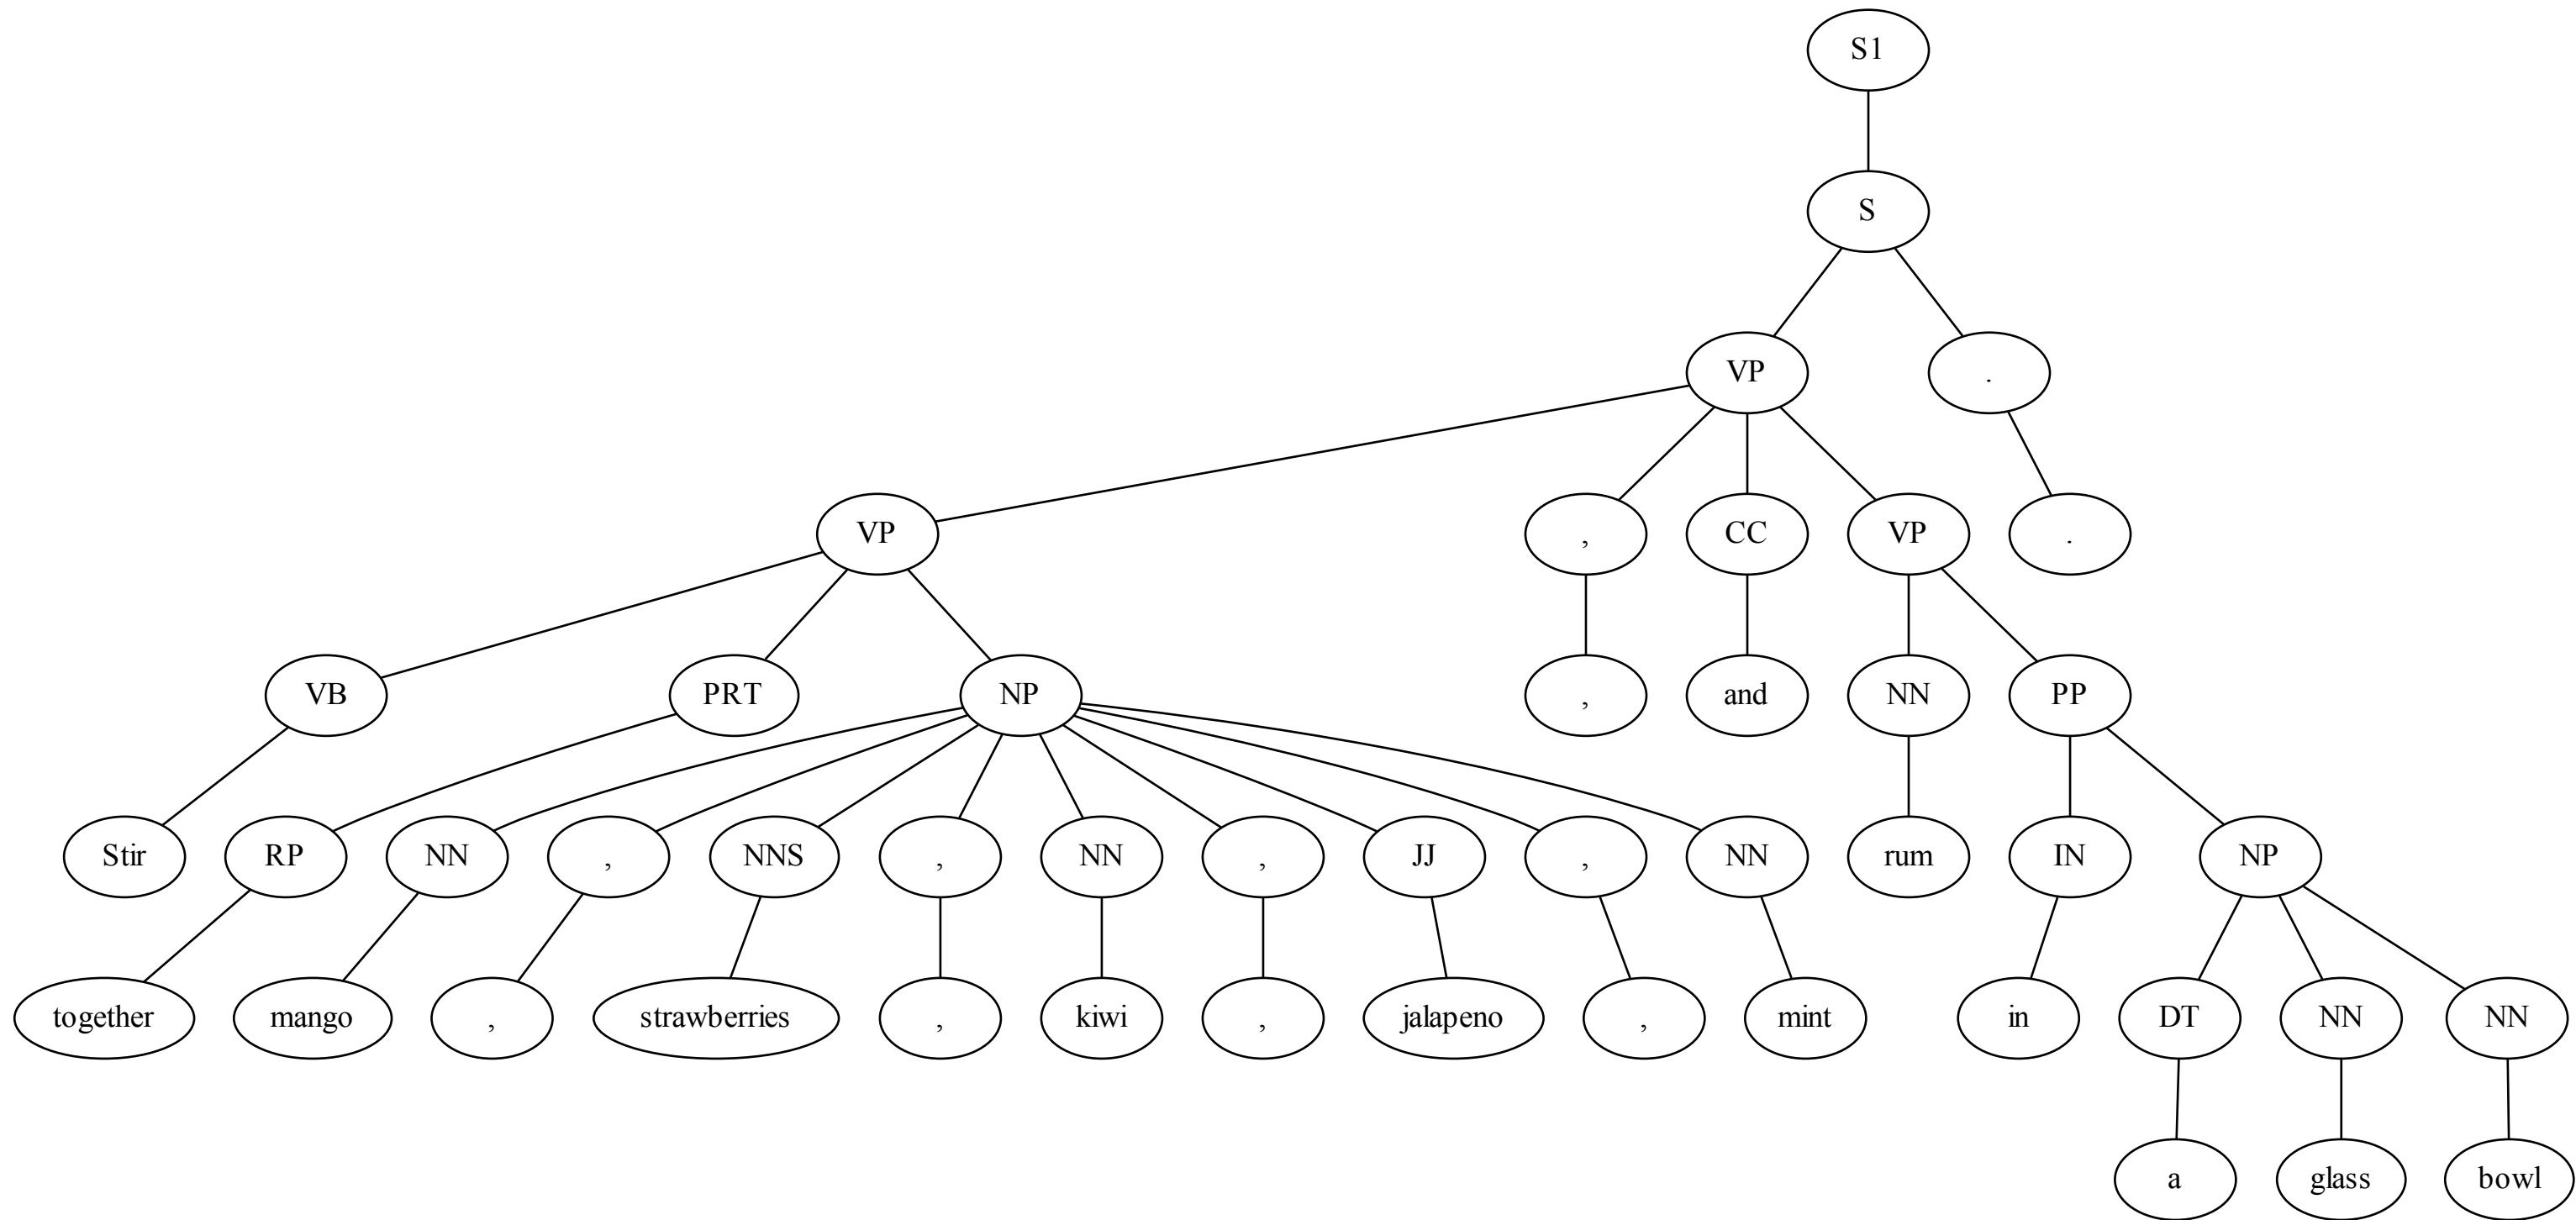 S1
S
VP .
VP , CC VP .
VB PRT NP , and NN PP
Stir RP NN , NNS , NN , JJ , NN rum IN NP
together mango , strawberries , kiwi , jalapeno , mint in DT NN NN
a glass bowl